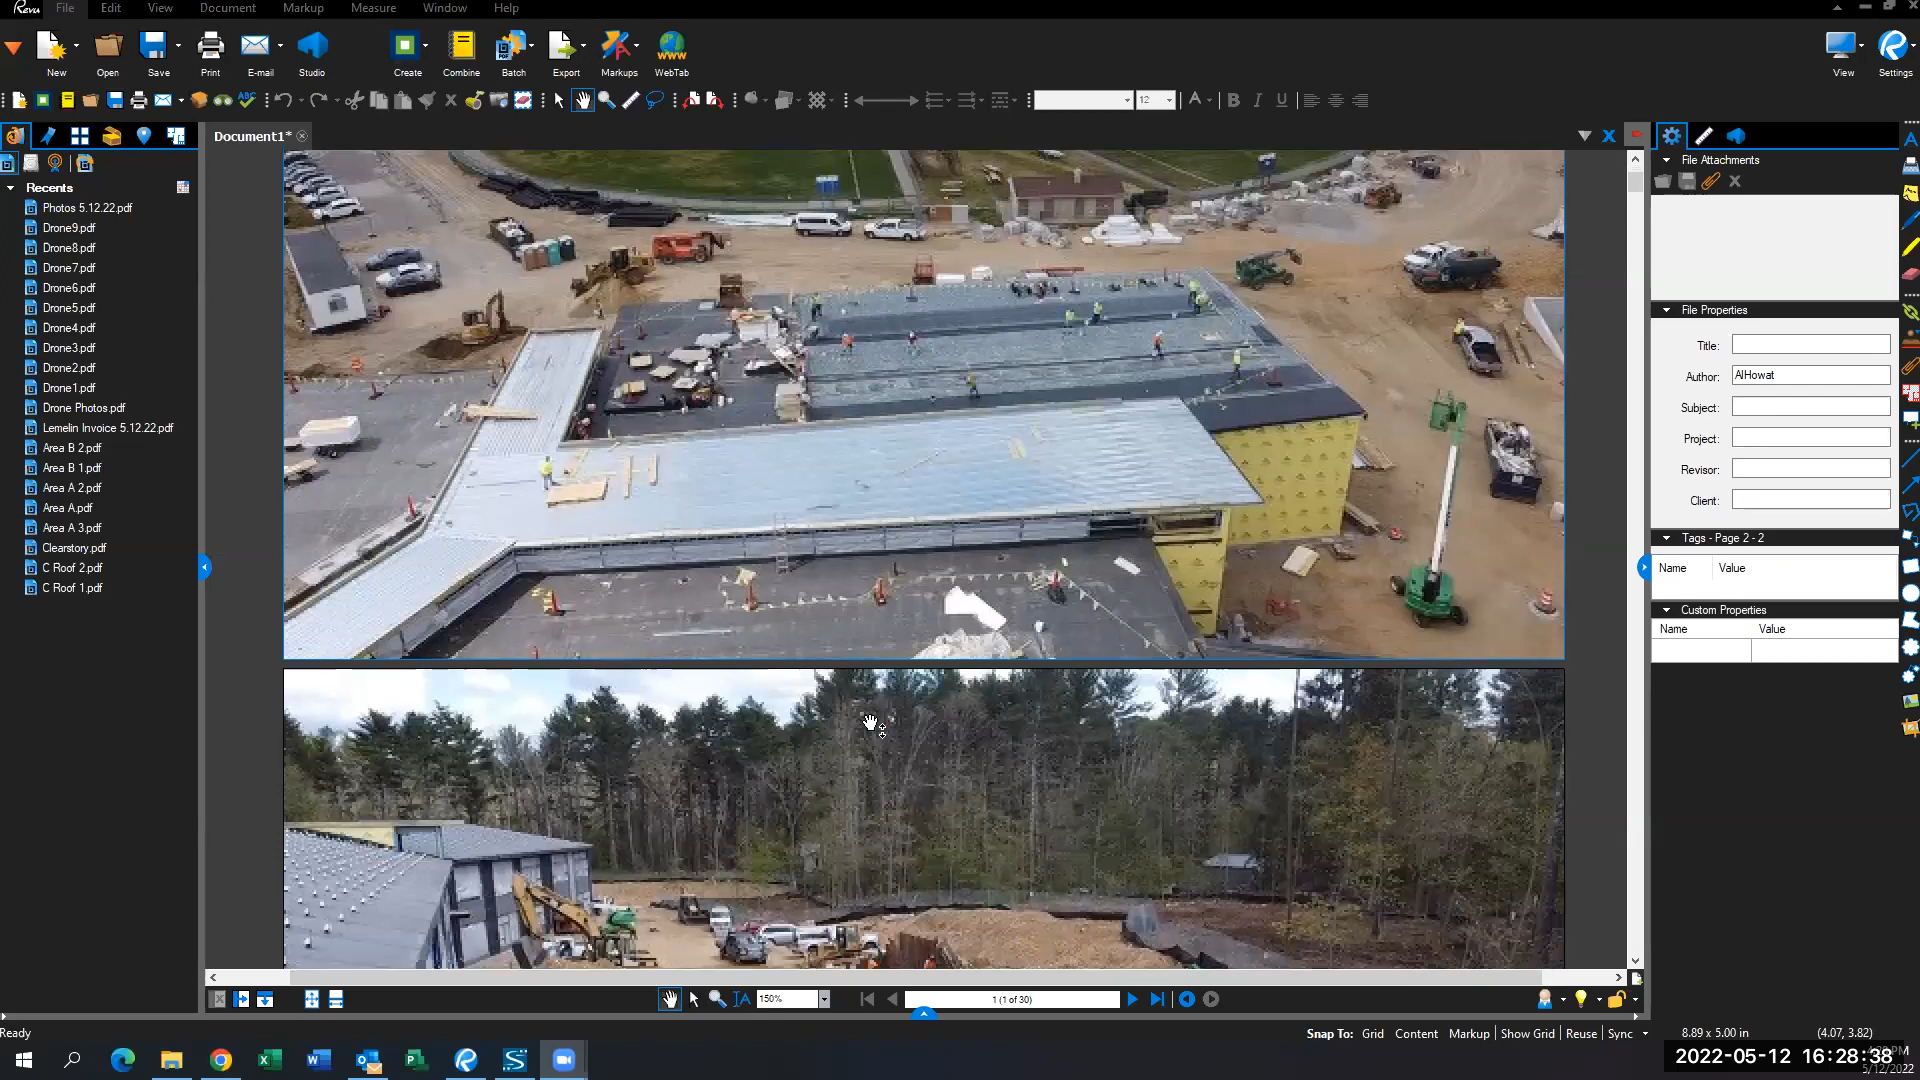 Revu File Edit View Document Markup Measure Window Help
New Open Save Print E-mail Studio Create Combine Batch Export Markups WebTab View Settings
WWW
ABC 12 A B I U
Document1*
Recents
Photos 5.12.22.pdf
Drone9.pdf
Drone8.pdf
Drone7.pdf
Drone6.pdf
Drone5.pdf
Drone4.pdf
Drone3.pdf
Drone2.pdf
Drone1.pdf
Drone Photos.pdf
Lemelin Invoice 5.12.22.pdf
Area B 2.pdf
Area B 1.pdf
Area A 2.pdf
Area A.pdf
Area A 3.pdf
Clearstory.pdf
C Roof 2.pdf
C Roof 1.pdf
File Attachments
File Properties
Title:
Author: AlHowat
Subject:
Project:
Revisor:
Client:
Tags - Page 2 - 2
Name Value
Custom Properties
Name Value
150% 1 (1 of 30)
Ready Snap To: Grid Content Markup Show Grid Reuse Sync 8.89 x 5.00 in (4.07, 3.82)
2022-05-12 16:28:38
5/12/2022